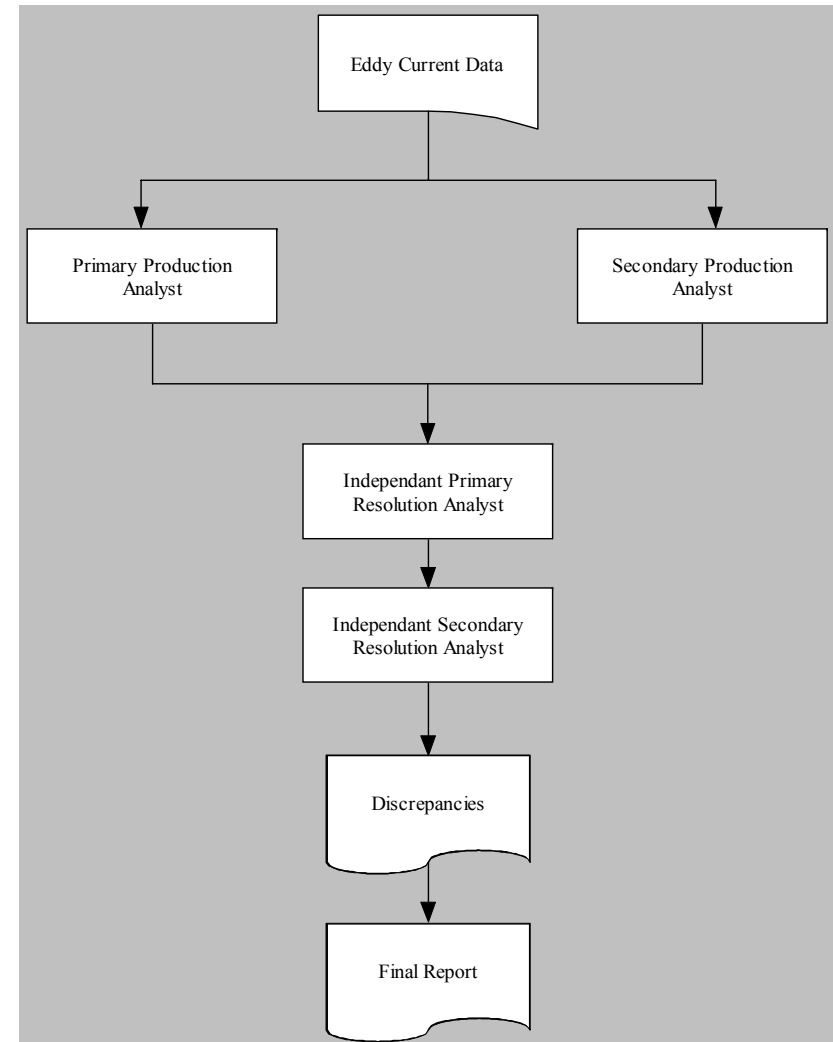 Eddy Current Data
Primary Production
Analyst
Secondary Production
Analyst
Independant Primary
Resolution Analyst
Independant Secondary
Resolution Analyst
Discrepancies
Final Report